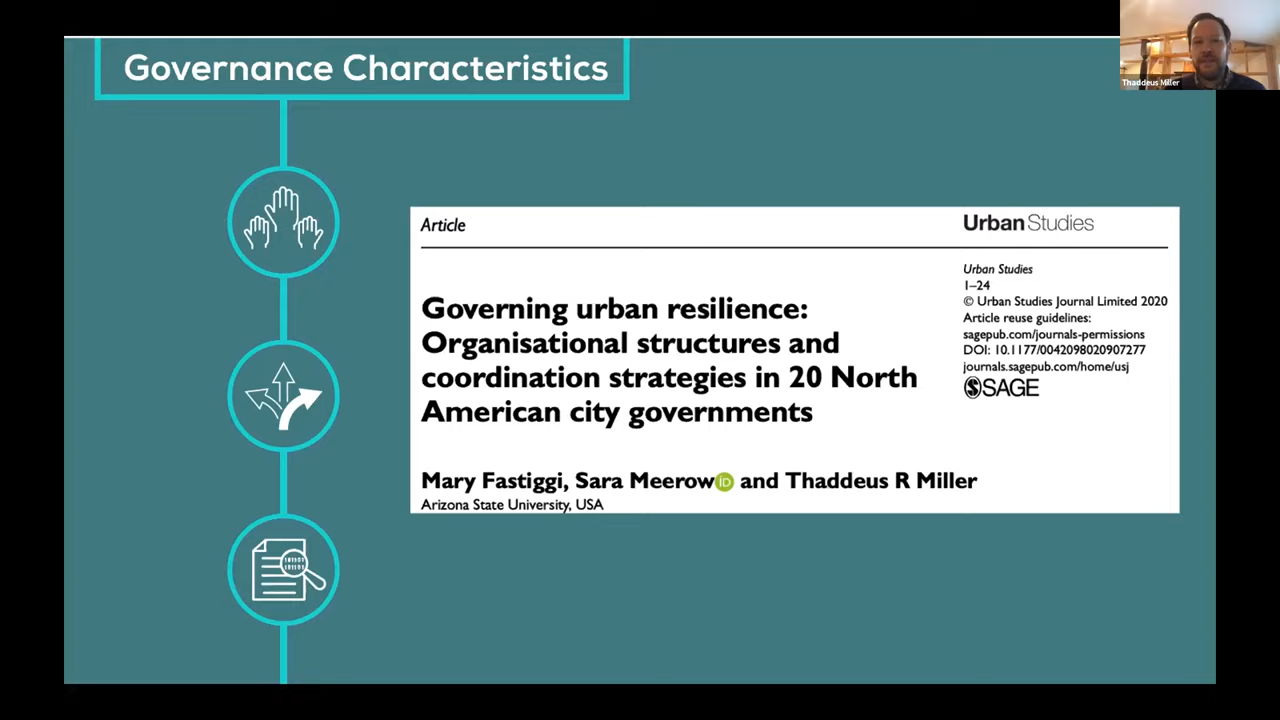 Governance Characteristics
Thaddeus Miller
Article
Urban Studies
Urban Studies
1–24
© Urban Studies Journal Limited 2020
Article reuse guidelines:
sagepub.com/journals-permissions
DOI: 10.1177/0042098020907277
journals.sagepub.com/home/usj
SAGE
Governing urban resilience:
Organisational structures and
coordination strategies in 20 North
American city governments
Mary Fastiggi, Sara Meerow iD and Thaddeus R Miller
Arizona State University, USA